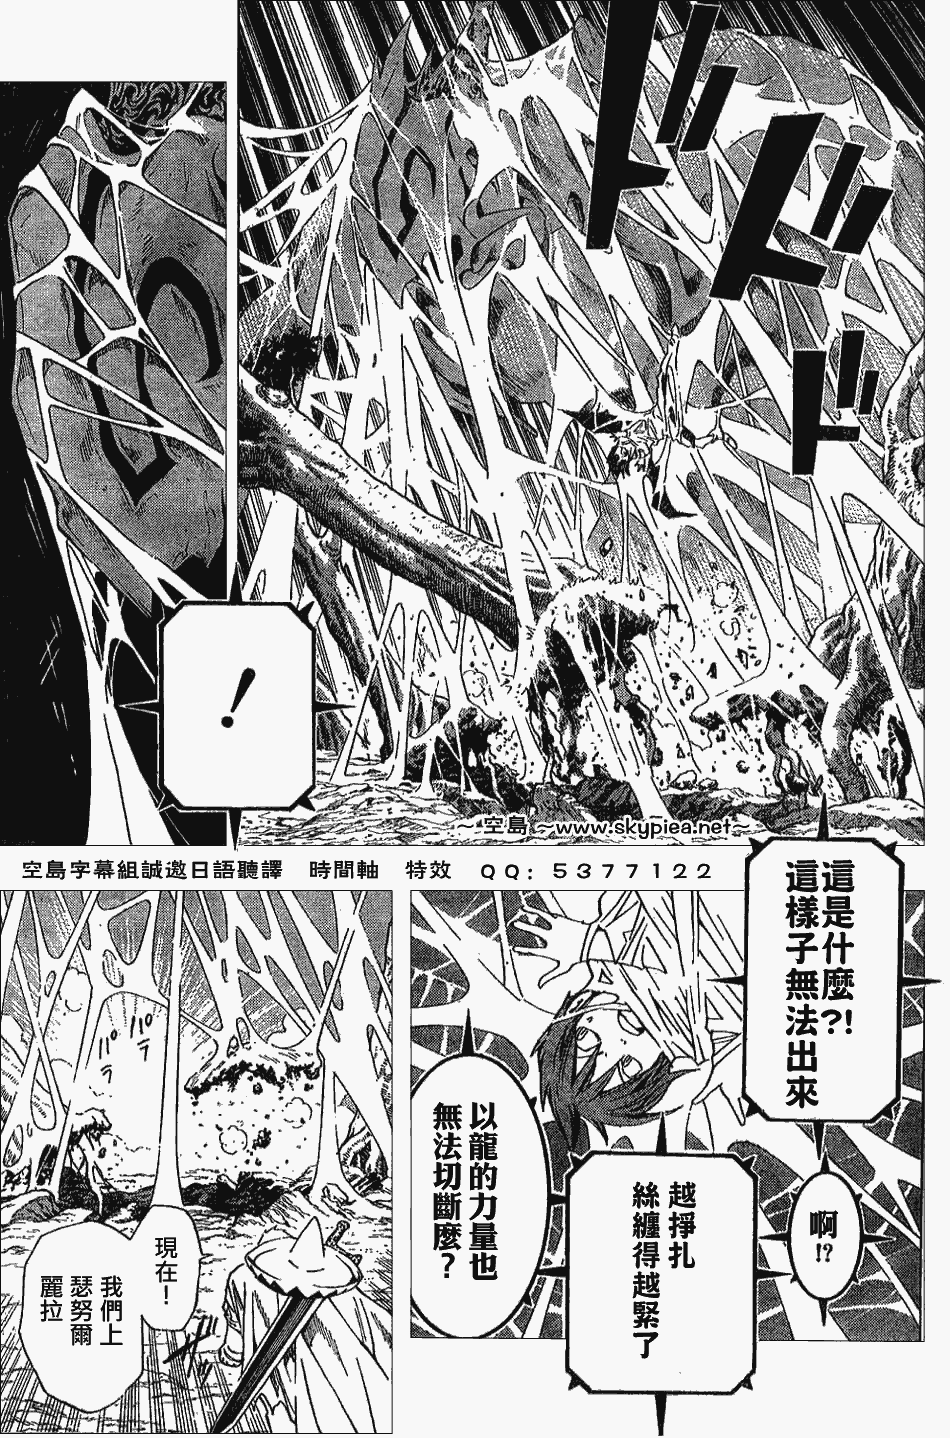 ドドド
!
～ 空島 ～www.skypiea.net
空島字幕組誠邀日語聽譯 時間軸 特效 QQ: 5377122
這是什麼?!
這樣子無法出來
啊!?
越掙扎
絲纏得越緊了
以龍的力量也
無法切斷麼?
パラ
パラ
現在!
我們上
瑟努爾
麗拉